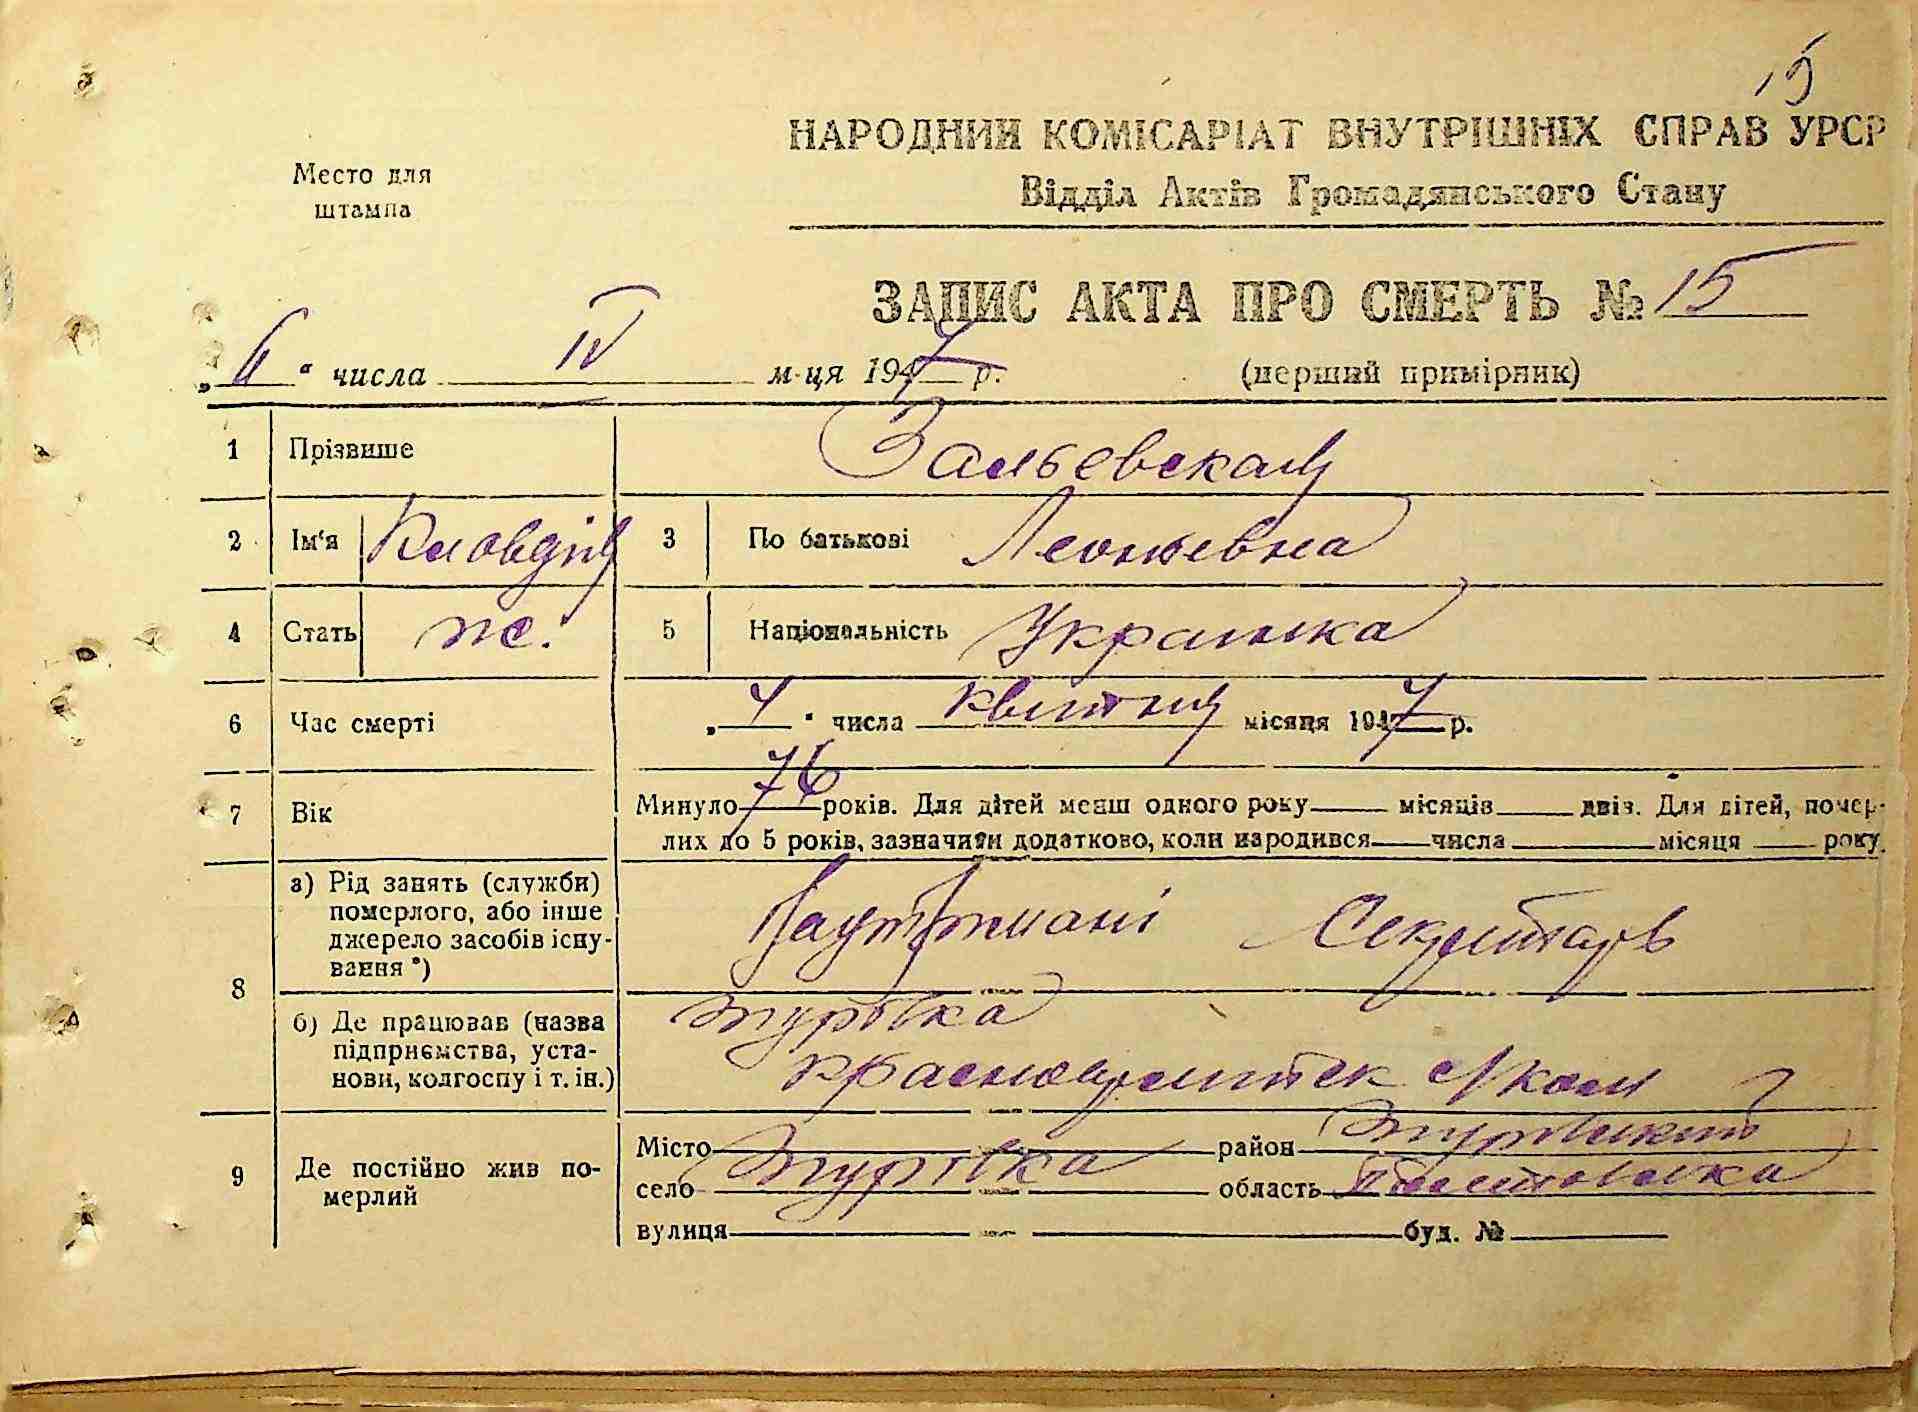 15
НАРОДНИЙ КОМІСАРІАТ ВНУТРІШНІХ СПРАВ УРСР
Место для штампа
Відділ Актів Громадянського Стану
ЗАПИС АКТА ПРО СМЕРТЬ № 15
„ " числа IV м-ця 1947 р. (перший примірник)
1 Прізвище
2 Ім'я Кловдія 3 По батькові Леонтьевна
4 Стать ж. 5 Національність Украинка
6 Час смерті „ " числа квитня місяця 1947 р.
7 Вік Минуло 76 років. Для дітей менш одного року місяців днів. Для дітей, помер-
лих до 5 років, зазначити додатково, коли народився числа місяця року.
8 а) Рід занять (служби)
померлого, або інше
джерело засобів існу-
вання *)
Секритарь
б) Де працював (назва
підприємства, уста-
нови, колгоспу і т. ін.)
9 Де постійно жив по-
мерлий
Місто район
село область
вулиця буд. №